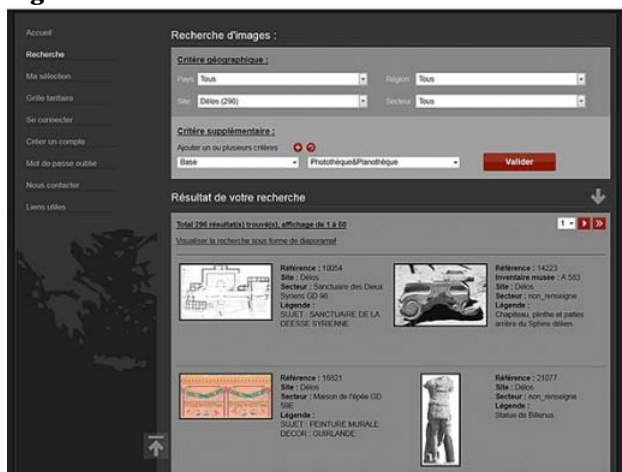 Accueil
Recherche
Ma sélection
Grille tarifaire
Se connecter
Créer un compte
Mot de passe oublié
Nous contacter
Liens utiles
Recherche d'images :
Critère géographique :
Pays Tous Région Tous
Site Délos (296) Secteur Tous
Critère supplémentaire :
Ajouter un ou plusieurs critères
Base Photothèque&Planothèque Valider
Résultat de votre recherche
Total 296 résultat(s) trouvé(s), affichage de 1 à 50
1
Visualiser la recherche sous forme de diaporama!
Référence : 10054
Site : Délos
Secteur : Sanctuaire des Dieux
Syriens GD 98
Légende :
SUJET : SANCTUAIRE DE LA
DEESSE SYRIENNE
Référence : 14223
Inventaire musée : A 583
Site : Délos
Secteur : non_renseigne
Légende :
Chapiteau, plinthe et pattes
arrière du Sphinx délien.
Référence : 16821
Site : Délos
Secteur : Maison de l'épée GD
59E
Légende :
SUJET : PEINTURE MURALE
DECOR : GUIRLANDE
Référence : 21077
Site : Délos
Secteur : non_renseigne
Légende :
Statue de Billienus.